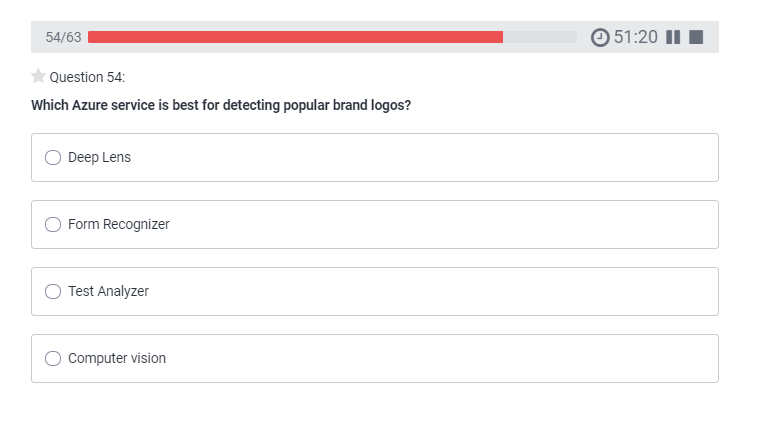 54/63 51:20
Question 54:
Which Azure service is best for detecting popular brand logos?
Deep Lens
Form Recognizer
Test Analyzer
Computer vision